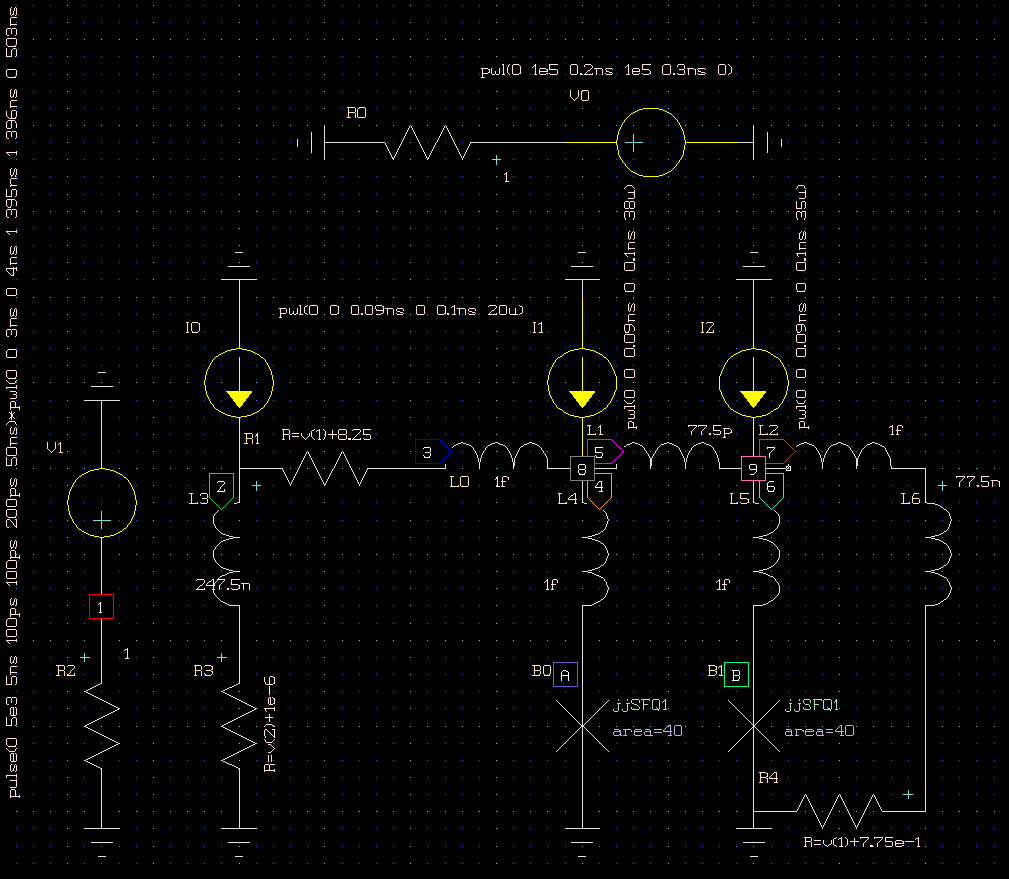 pulse(0 5e3 5ns 100ps 100ps 200ps 50ns)*pwl(0 0 3ns 0 4ns 1 395ns 1 396ns 0 503ns
pwl(0 1e5 0.2ns 1e5 0.3ns 0)
V0
R0
1
pwl(0 0 0.09ns 0 0.1ns 38u)
pwl(0 0 0.09ns 0 0.1ns 35u)
pwl(0 0 0.09ns 0 0.1ns 20u)
I0
I1
I2
V1
R1
R=v(1)+8.25
3
L0
1f
L1
5
77.5p
L2
7
1f
8
9
L3
2
L4
4
L5
6
L6
77.5n
247.5n
1f
1f
1
1
R2
R3
R=v(2)+1e-6
B0
A
jjSFQ1
area=40
B1
B
jjSFQ1
area=40
R4
R=v(1)+7.75e-1